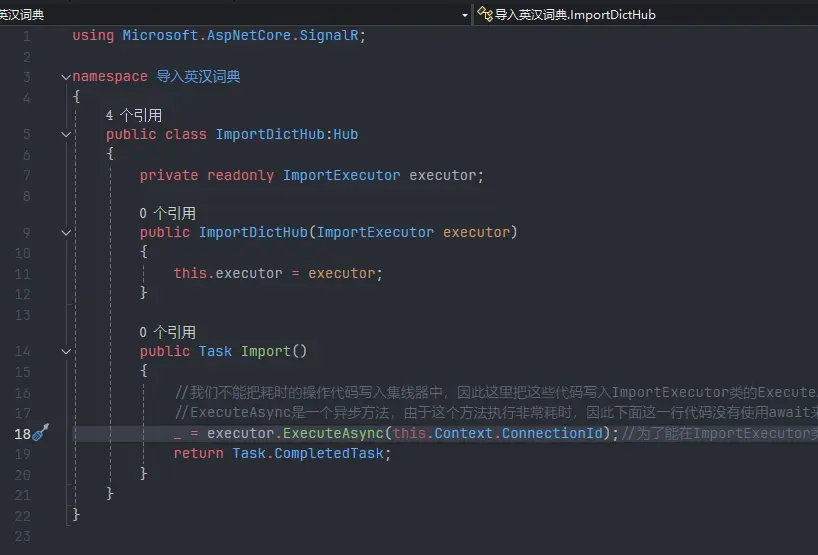 英汉词典 导入英汉词典.ImportDictHub
1 using Microsoft.AspNetCore.SignalR;
2
3 namespace 导入英汉词典
4 {
4 个引用
5 public class ImportDictHub:Hub
6 {
7 private readonly ImportExecutor executor;
8
0 个引用
9 public ImportDictHub(ImportExecutor executor)
10 {
11 this.executor = executor;
12 }
13
0 个引用
14 public Task Import()
15 {
16 //我们不能把耗时的操作代码写入集线器中，因此这里把这些代码写入ImportExecutor类的Execute
17 //ExecuteAsync是一个异步方法，由于这个方法执行非常耗时，因此下面这一行代码没有使用await
18 _ = executor.ExecuteAsync(this.Context.ConnectionId);//为了能在ImportExecutor
19 return Task.CompletedTask;
20 }
21 }
22 }
23